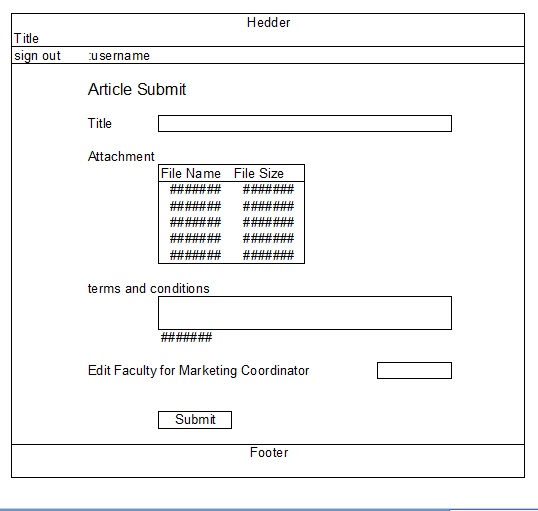 Hedder
Title
sign out :username
Article Submit
Title
Attachment
File Name File Size
####### #######
####### #######
####### #######
####### #######
####### #######
terms and conditions
#######
Edit Faculty for Marketing Coordinator
Submit
Footer